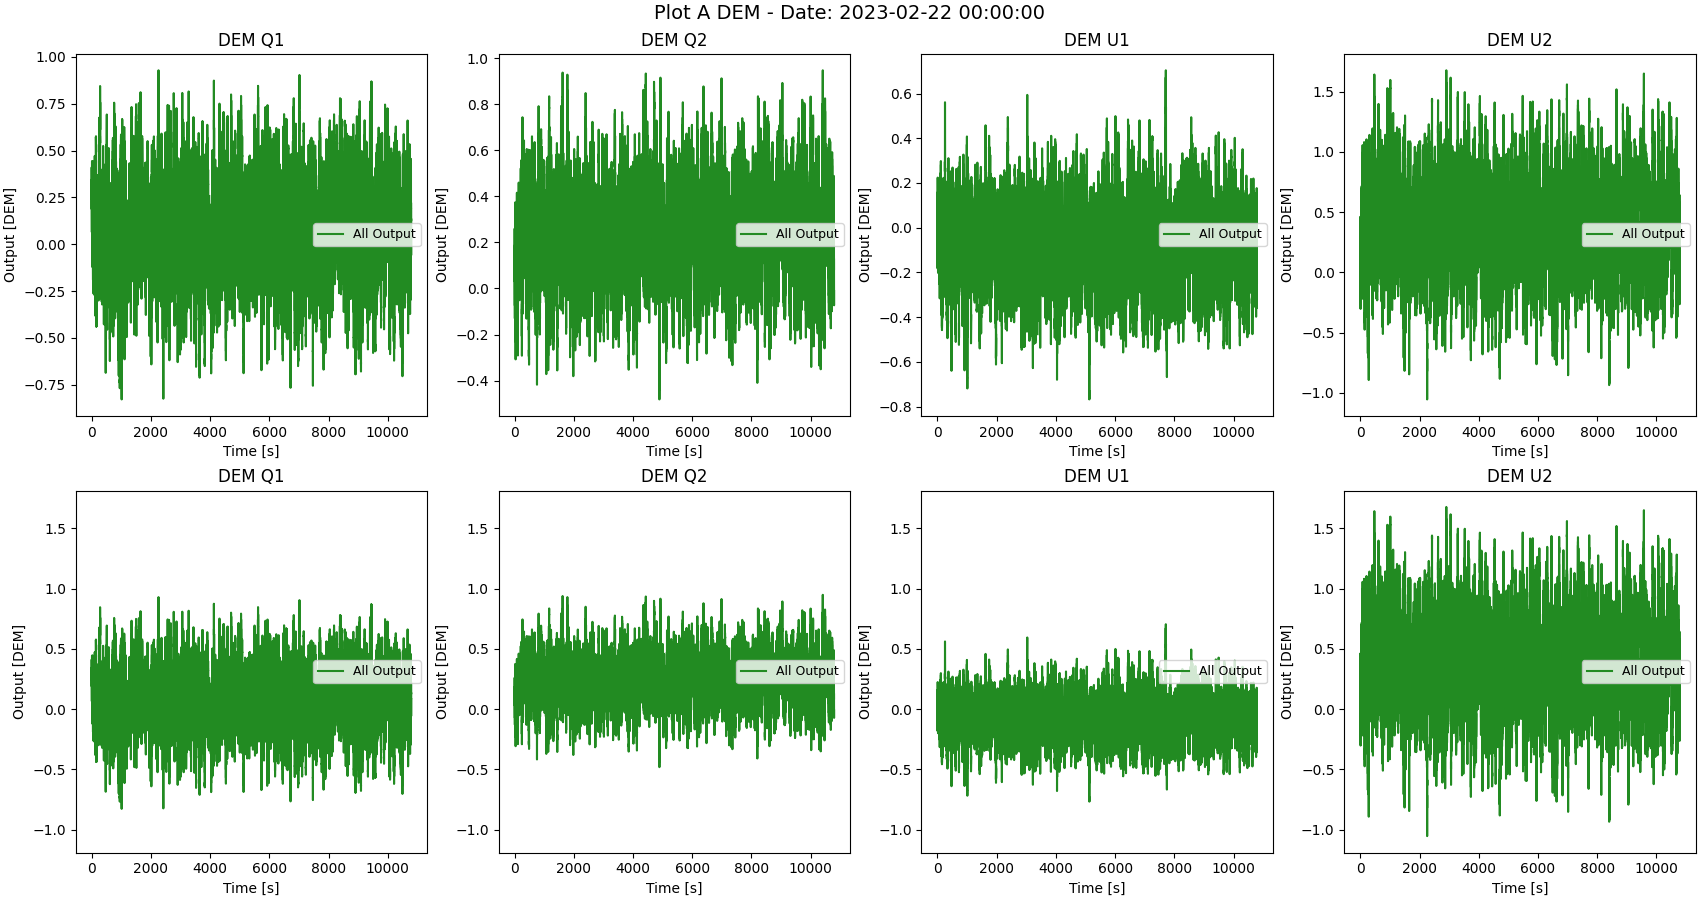 Plot A DEM - Date: 2023-02-22 00:00:00
DEM Q1
Output [DEM]
1.00
0.75
0.50
0.25
0.00
−0.25
−0.50
−0.75
All Output
0 2000 4000 6000 8000 10000
Time [s]
DEM Q2
Output [DEM]
1.0
0.8
0.6
0.4
0.2
0.0
−0.2
−0.4
All Output
0 2000 4000 6000 8000 10000
Time [s]
DEM U1
Output [DEM]
0.6
0.4
0.2
0.0
−0.2
−0.4
−0.6
−0.8
All Output
0 2000 4000 6000 8000 10000
Time [s]
DEM U2
Output [DEM]
1.5
1.0
0.5
0.0
−0.5
−1.0
All Output
0 2000 4000 6000 8000 10000
Time [s]
DEM Q1
Output [DEM]
1.5
1.0
0.5
0.0
−0.5
−1.0
All Output
0 2000 4000 6000 8000 10000
Time [s]
DEM Q2
Output [DEM]
1.5
1.0
0.5
0.0
−0.5
−1.0
All Output
0 2000 4000 6000 8000 10000
Time [s]
DEM U1
Output [DEM]
1.5
1.0
0.5
0.0
−0.5
−1.0
All Output
0 2000 4000 6000 8000 10000
Time [s]
DEM U2
Output [DEM]
1.5
1.0
0.5
0.0
−0.5
−1.0
All Output
0 2000 4000 6000 8000 10000
Time [s]